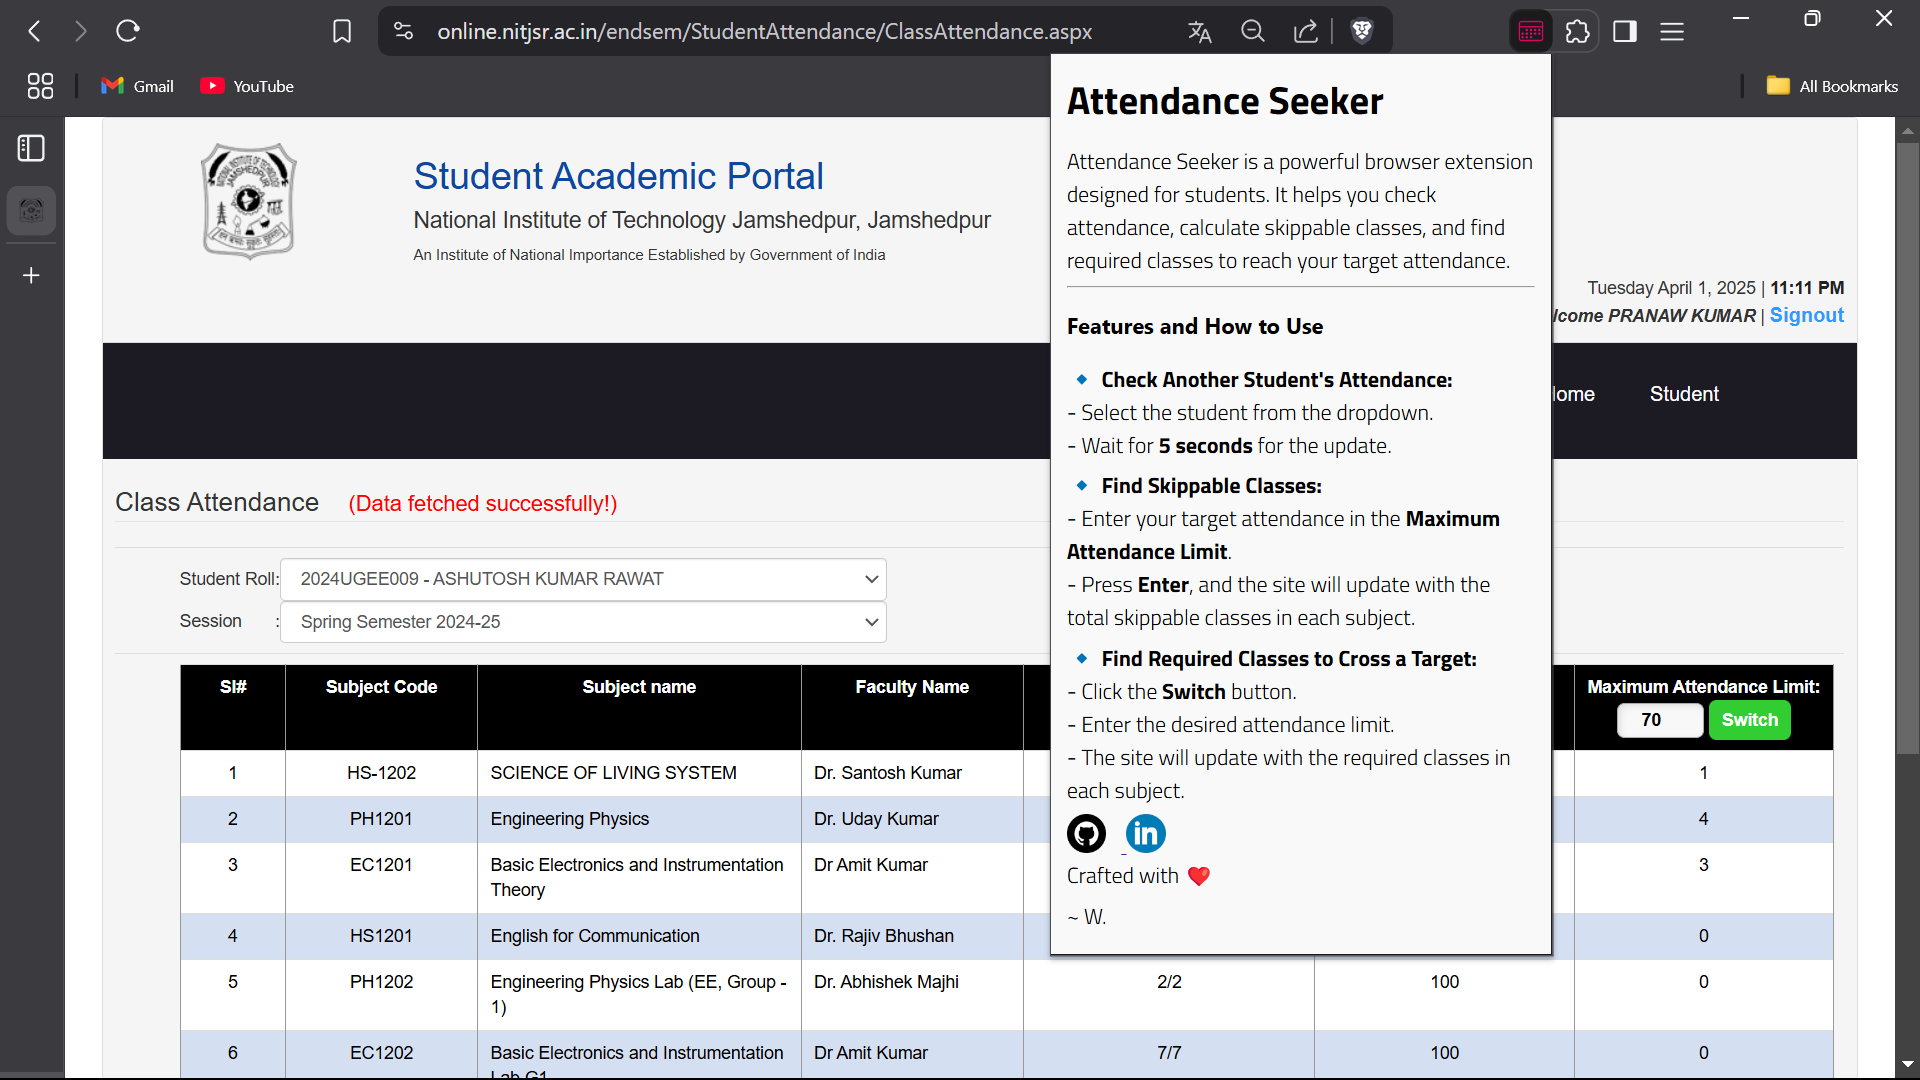 online.nitjsr.ac.in/endsem/StudentAttendance/ClassAttendance.aspx
Gmail
YouTube
All Bookmarks
Student Academic Portal
National Institute of Technology Jamshedpur, Jamshedpur
An Institute of National Importance Established by Government of India
Tuesday April 1, 2025 | 11:11 PM
lcome PRANAW KUMAR | Signout
ome
Student
Attendance Seeker
Attendance Seeker is a powerful browser extension
designed for students. It helps you check
attendance, calculate skippable classes, and find
required classes to reach your target attendance.
Features and How to Use
Check Another Student's Attendance:
- Select the student from the dropdown.
- Wait for 5 seconds for the update.
Find Skippable Classes:
- Enter your target attendance in the Maximum
Attendance Limit.
- Press Enter, and the site will update with the
total skippable classes in each subject.
Find Required Classes to Cross a Target:
- Click the Switch button.
- Enter the desired attendance limit.
- The site will update with the required classes in
each subject.
in
Crafted with ❤️
~ W.
Class Attendance (Data fetched successfully!)
Student Roll: 2024UGEE009 - ASHUTOSH KUMAR RAWAT
Session : Spring Semester 2024-25
Sl# Subject Code Subject name Faculty Name Maximum Attendance Limit:
70 Switch
1 HS-1202 SCIENCE OF LIVING SYSTEM Dr. Santosh Kumar 1
2 PH1201 Engineering Physics Dr. Uday Kumar 4
3 EC1201 Basic Electronics and Instrumentation Dr Amit Kumar 3
Theory
4 HS1201 English for Communication Dr. Rajiv Bhushan 0
5 PH1202 Engineering Physics Lab (EE, Group - Dr. Abhishek Majhi 2/2 100 0
1)
6 EC1202 Basic Electronics and Instrumentation Dr Amit Kumar 7/7 100 0
Lab G1